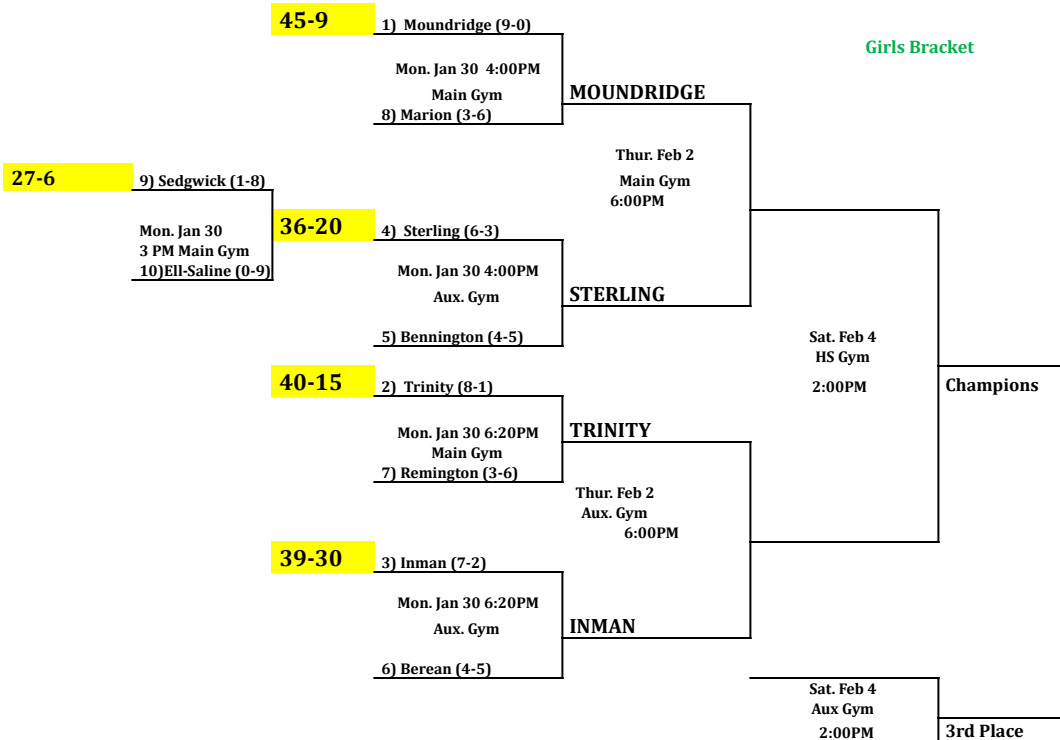 45-9
1) Moundridge (9-0)
Girls Bracket
Mon. Jan 30 4:00PM
Main Gym
MOUNDRIDGE
8) Marion (3-6)
Thur. Feb 2
Main Gym
6:00PM
27-6
9) Sedgwick (1-8)
Mon. Jan 30
3 PM Main Gym
10)Ell-Saline (0-9)
36-20
4) Sterling (6-3)
Mon. Jan 30 4:00PM
Aux. Gym
STERLING
5) Bennington (4-5)
Sat. Feb 4
HS Gym
2:00PM
Champions
40-15
2) Trinity (8-1)
Mon. Jan 30 6:20PM
Main Gym
TRINITY
7) Remington (3-6)
Thur. Feb 2
Aux. Gym
6:00PM
39-30
3) Inman (7-2)
Mon. Jan 30 6:20PM
Aux. Gym
INMAN
6) Berean (4-5)
Sat. Feb 4
Aux Gym
2:00PM
3rd Place